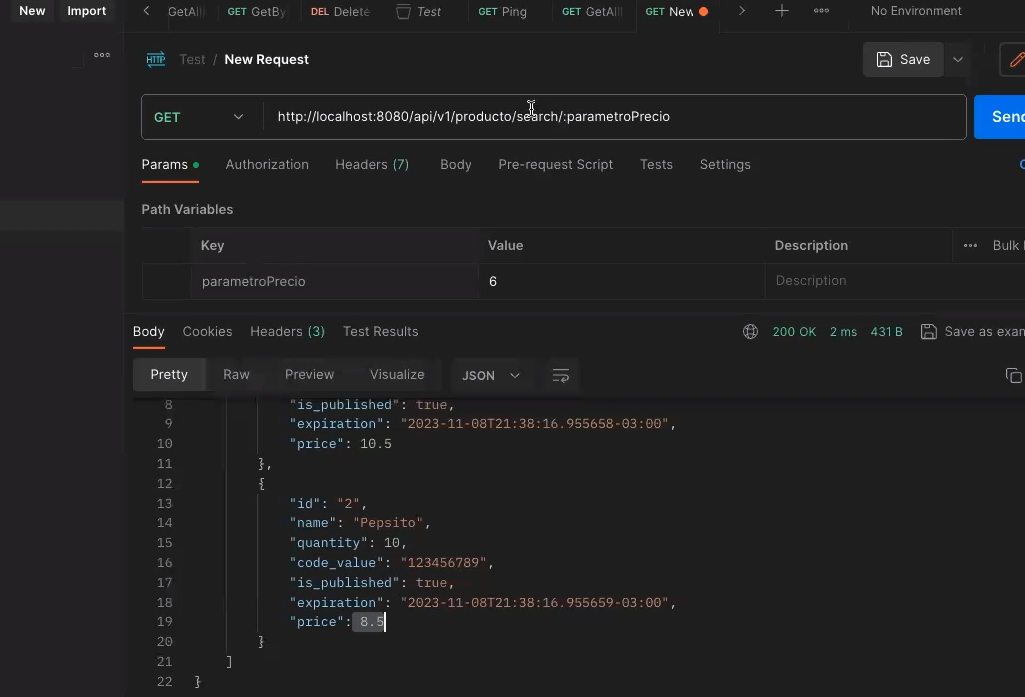 New Import GetAll GET GetBy DEL Delete Test GET Ping GET GetAll GET New No Environment
HTTP Test / New Request Save
GET http://localhost:8080/api/v1/producto/search/:parametroPrecio Send
Params Authorization Headers (7) Body Pre-request Script Tests Settings
Path Variables
Key Value Description Bulk
parametroPrecio 6 Description
Body Cookies Headers (3) Test Results 200 OK 2 ms 431 B Save as exam
Pretty Raw Preview Visualize JSON
8 "is_published": true,
9 "expiration": "2023-11-08T21:38:16.955658-03:00",
10 "price": 10.5
11 },
12 {
13 "id": "2",
14 "name": "Pepsito",
15 "quantity": 10,
16 "code_value": "123456789",
17 "is_published": true,
18 "expiration": "2023-11-08T21:38:16.955659-03:00",
19 "price": 8.5
20 }
21 ]
22 }